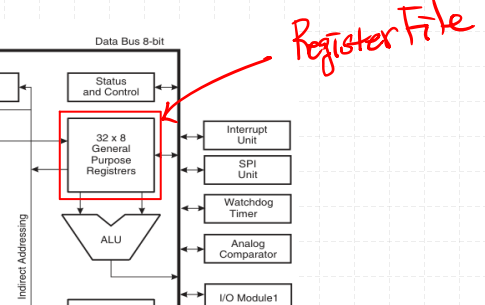 Data Bus 8-bit
Register File
Status
and Control
32 x 8
General
Purpose
Registrers
ALU
Indirect Addressing
Interrupt
Unit
SPI
Unit
Watchdog
Timer
Analog
Comparator
I/O Module1